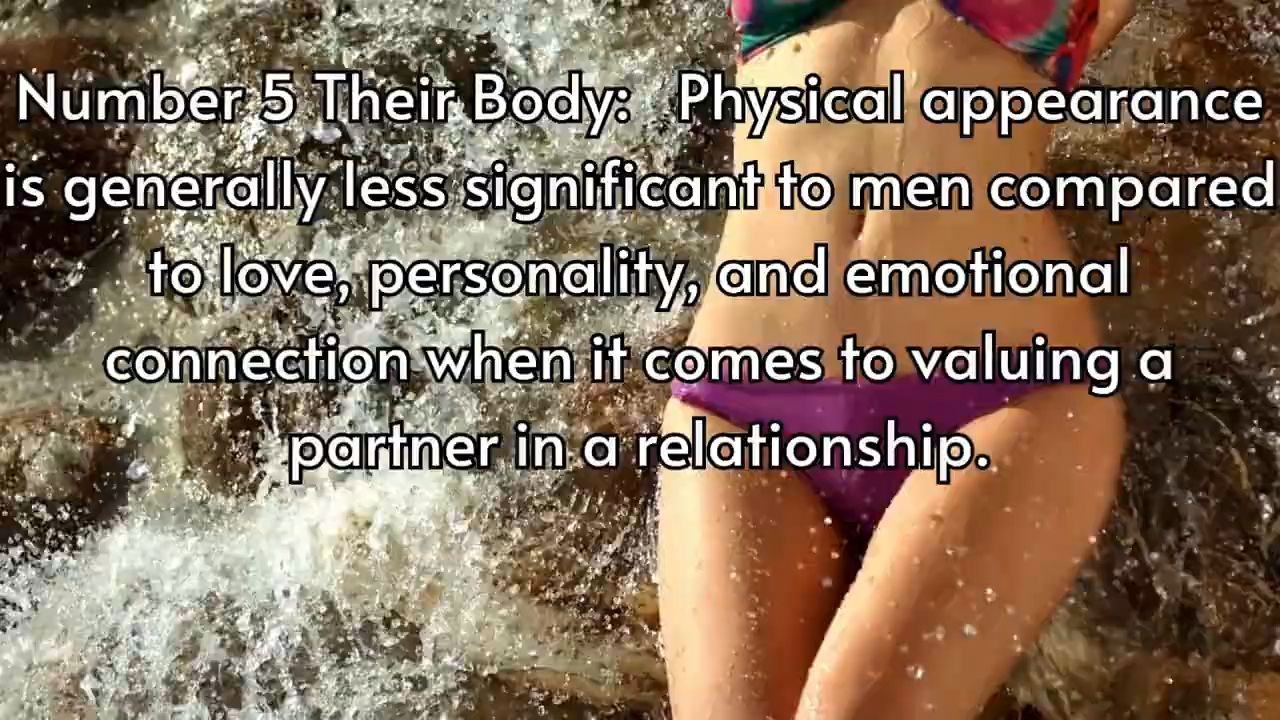 Number 5 Their Body: Physical appearance
is generally less significant to men compared
to love, personality, and emotional
connection when it comes to valuing a
partner in a relationship.